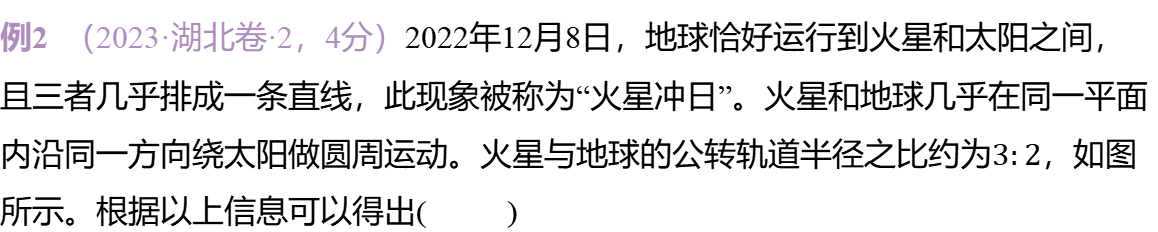 例2 （2023·湖北卷·2，4分）2022年12月8日，地球恰好运行到火星和太阳之间，
且三者几乎排成一条直线，此现象被称为“火星冲日”。火星和地球几乎在同一平面
内沿同一方向绕太阳做圆周运动。火星与地球的公转轨道半径之比约为3:2，如图
所示。根据以上信息可以得出(　　)